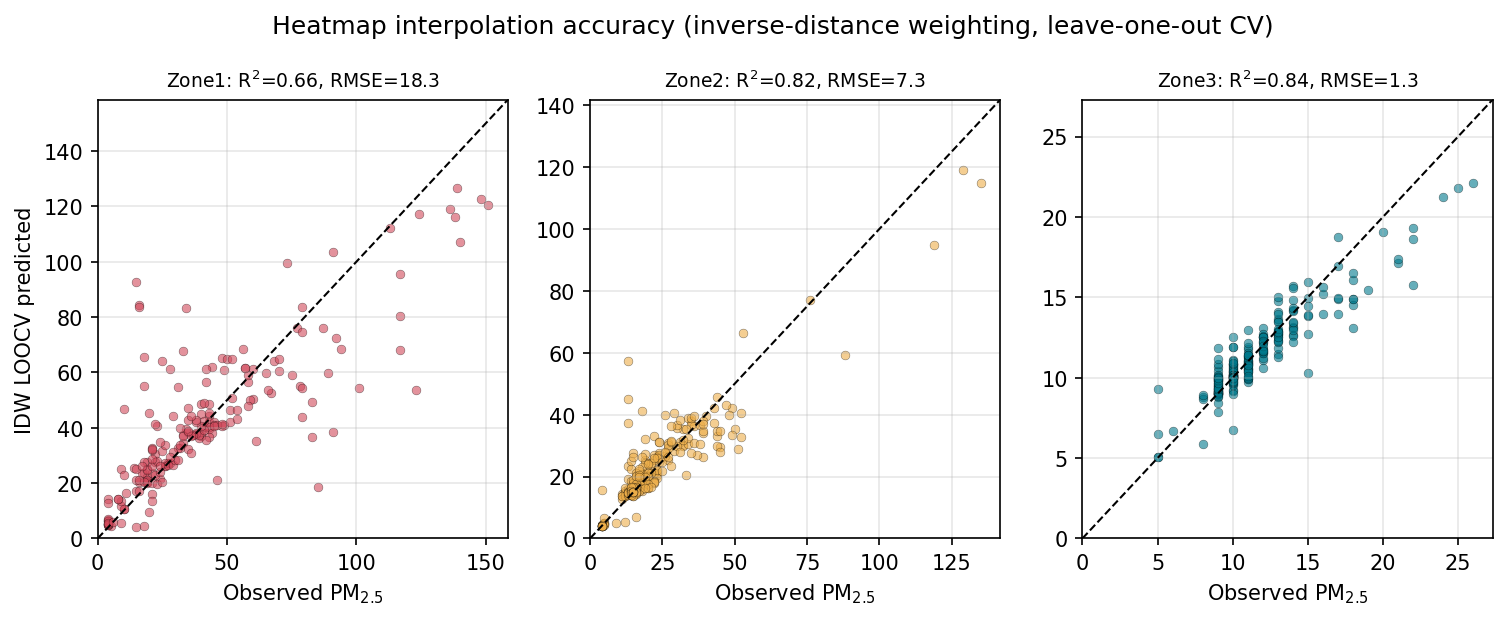 Heatmap interpolation accuracy (inverse-distance weighting, leave-one-out CV)
Zone1: R²=0.66, RMSE=18.3
Zone2: R²=0.82, RMSE=7.3
Zone3: R²=0.84, RMSE=1.3
IDW LOOCV predicted
140
120
100
80
60
40
20
0
0 50 100 150
Observed PM₂.₅
140
120
100
80
60
40
20
0
0 25 50 75 100 125
Observed PM₂.₅
25
20
15
10
5
0
0 5 10 15 20 25
Observed PM₂.₅